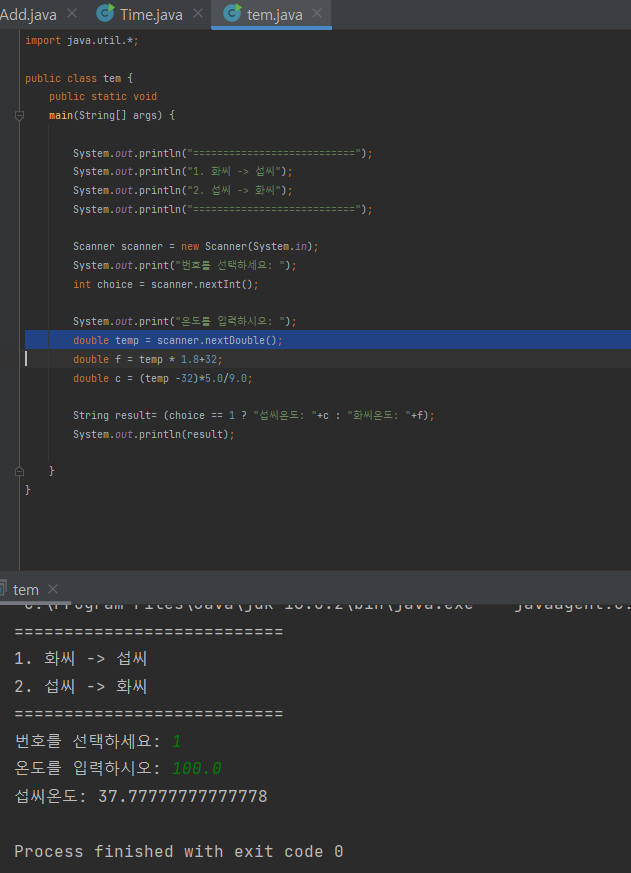 Add.java
Time.java
tem.java
import java.util.*;
public class tem {
public static void
main(String[] args) {
System.out.println("===========================");
System.out.println("1. 화씨 -> 섭씨");
System.out.println("2. 섭씨 -> 화씨");
System.out.println("===========================");
Scanner scanner = new Scanner(System.in);
System.out.print("번호를 선택하세요: ");
int choice = scanner.nextInt();
System.out.print("온도를 입력하시오: ");
double temp = scanner.nextDouble();
double f = temp * 1.8+32;
double c = (temp -32)*5.0/9.0;
String result= (choice == 1 ? "섭씨온도: "+c : "화씨온도: "+f);
System.out.println(result);
}
}
tem
===========================
1. 화씨 -> 섭씨
2. 섭씨 -> 화씨
===========================
번호를 선택하세요: 1
온도를 입력하시오: 100.0
섭씨온도: 37.77777777777778
Process finished with exit code 0